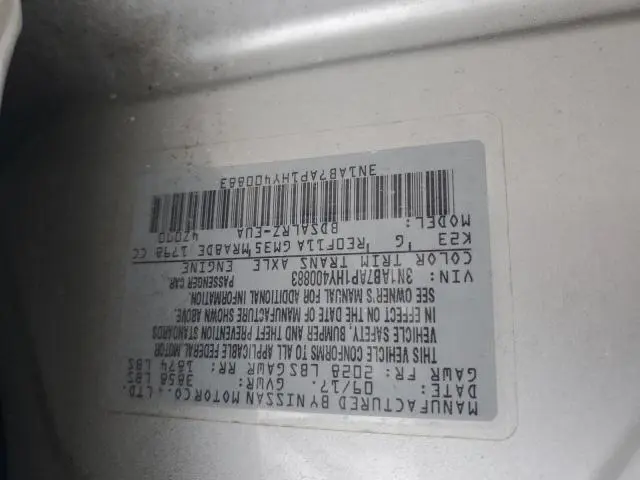 MANUFACTURED BY NISSAN MOTOR CO., LTD.
DATE: 09/17. GVWR: 3858 LBS
GAWR FR: 2028 LBS GAWR RR: 1874 LBS
THIS VEHICLE CONFORMS TO ALL APPLICABLE FEDERAL MOTOR
VEHICLE SAFETY, BUMPER AND THEFT PREVENTION STANDARDS
IN EFFECT ON THE DATE OF MANUFACTURE SHOWN ABOVE.
SEE OWNER'S MANUAL FOR ADDITIONAL INFORMATION.
VIN: 3N1AB7AP1HY400883 PASSENGER CAR
COLOR TRIM TRANS AXLE ENGINE
K23 G RE0F11A GM35 MRA8DE 1798 CC
MODEL: BDSALRZ-EUA 47070
3N1AB7AP1HY400883